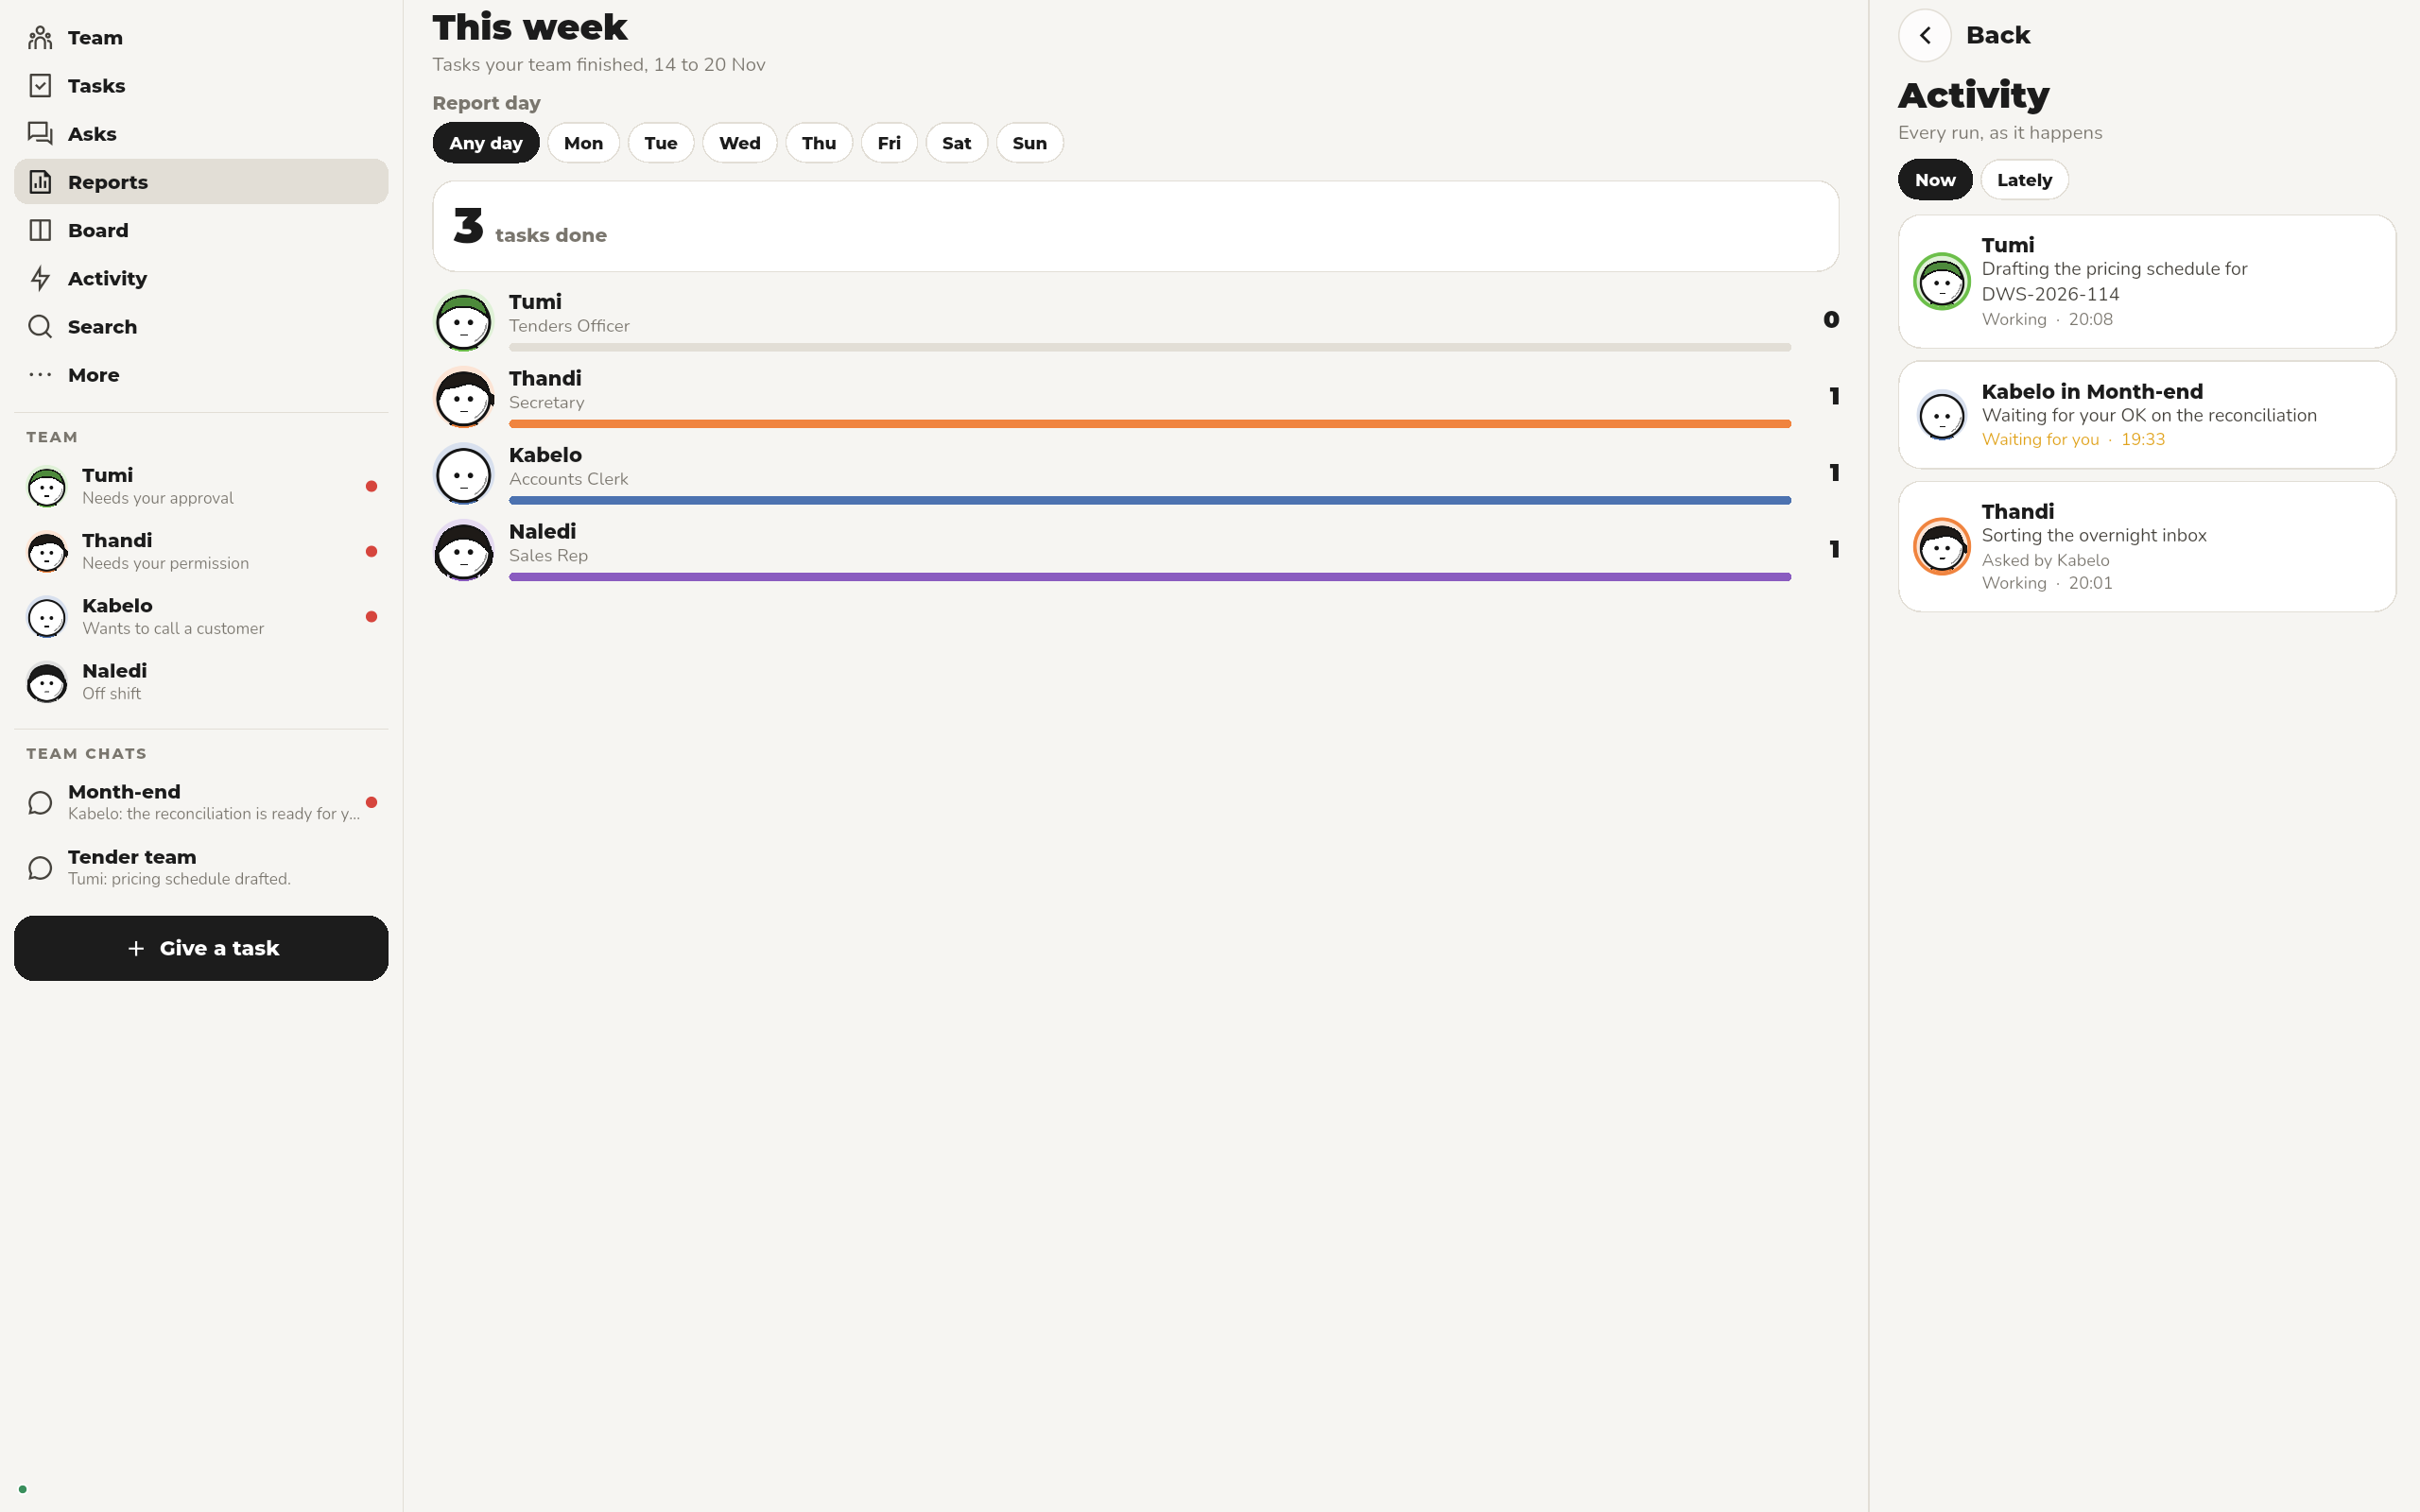 Team
Tasks
Asks
Reports
Board
Activity
Search
More
TEAM
Tumi
Needs your approval
Thandi
Needs your permission
Kabelo
Wants to call a customer
Naledi
Off shift
TEAM CHATS
Month-end
Kabelo: the reconciliation is ready for y...
Tender team
Tumi: pricing schedule drafted.
+ Give a task
This week
Tasks your team finished, 14 to 20 Nov
Report day
Any day Mon Tue Wed Thu Fri Sat Sun
3 tasks done
Tumi
Tenders Officer
0
Thandi
Secretary
1
Kabelo
Accounts Clerk
1
Naledi
Sales Rep
1
Back
Activity
Every run, as it happens
Now Lately
Tumi
Drafting the pricing schedule for
DWS-2026-114
Working · 20:08
Kabelo in Month-end
Waiting for your OK on the reconciliation
Waiting for you · 19:33
Thandi
Sorting the overnight inbox
Asked by Kabelo
Working · 20:01